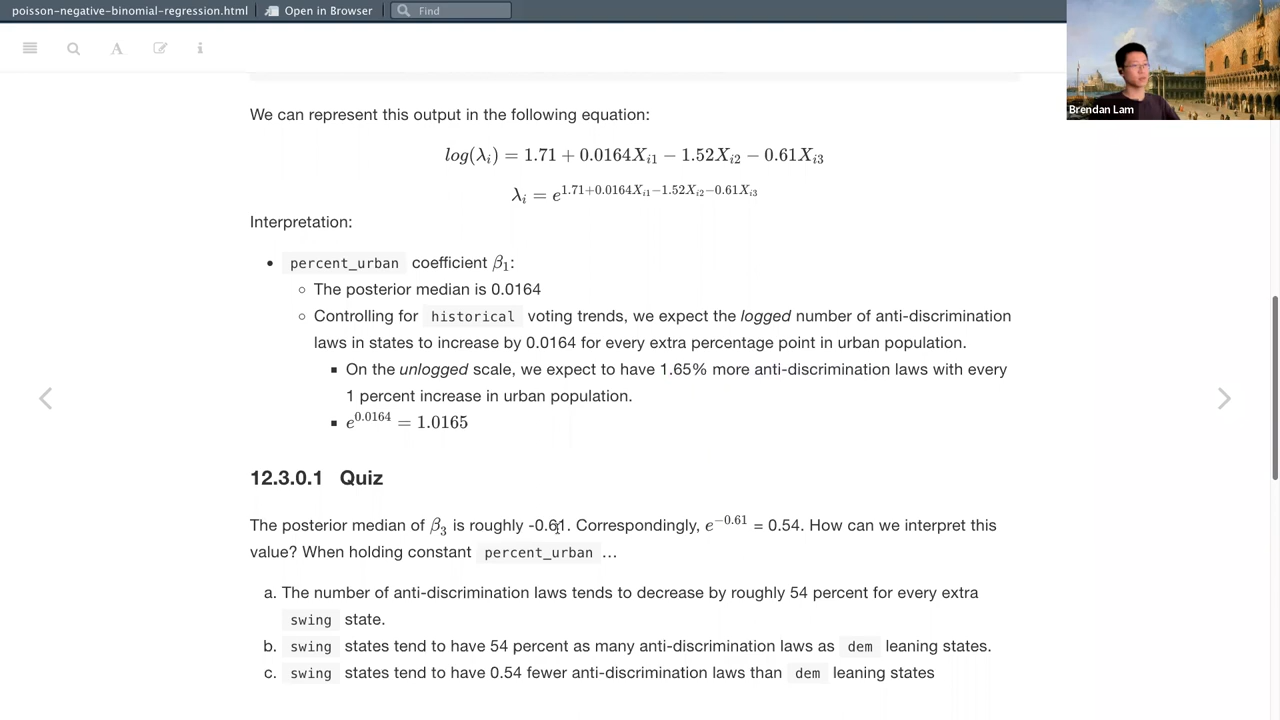 poisson-negative-binomial-regression.html Open in Browser Find
Brendan Lam
We can represent this output in the following equation:
log(λᵢ) = 1.71 + 0.0164Xᵢ₁ − 1.52Xᵢ₂ − 0.61Xᵢ₃
λᵢ = e^{1.71+0.0164Xᵢ₁−1.52Xᵢ₂−0.61Xᵢ₃}
Interpretation:
• percent_urban coefficient β₁:
◦ The posterior median is 0.0164
◦ Controlling for historical voting trends, we expect the logged number of anti-discrimination
laws in states to increase by 0.0164 for every extra percentage point in urban population.
▪ On the unlogged scale, we expect to have 1.65% more anti-discrimination laws with every
1 percent increase in urban population.
▪ e^{0.0164} = 1.0165
12.3.0.1 Quiz
The posterior median of β₃ is roughly -0.61. Correspondingly, e^{−0.61} = 0.54. How can we interpret this
value? When holding constant percent_urban …
a. The number of anti-discrimination laws tends to decrease by roughly 54 percent for every extra
swing state.
b. swing states tend to have 54 percent as many anti-discrimination laws as dem leaning states.
c. swing states tend to have 0.54 fewer anti-discrimination laws than dem leaning states